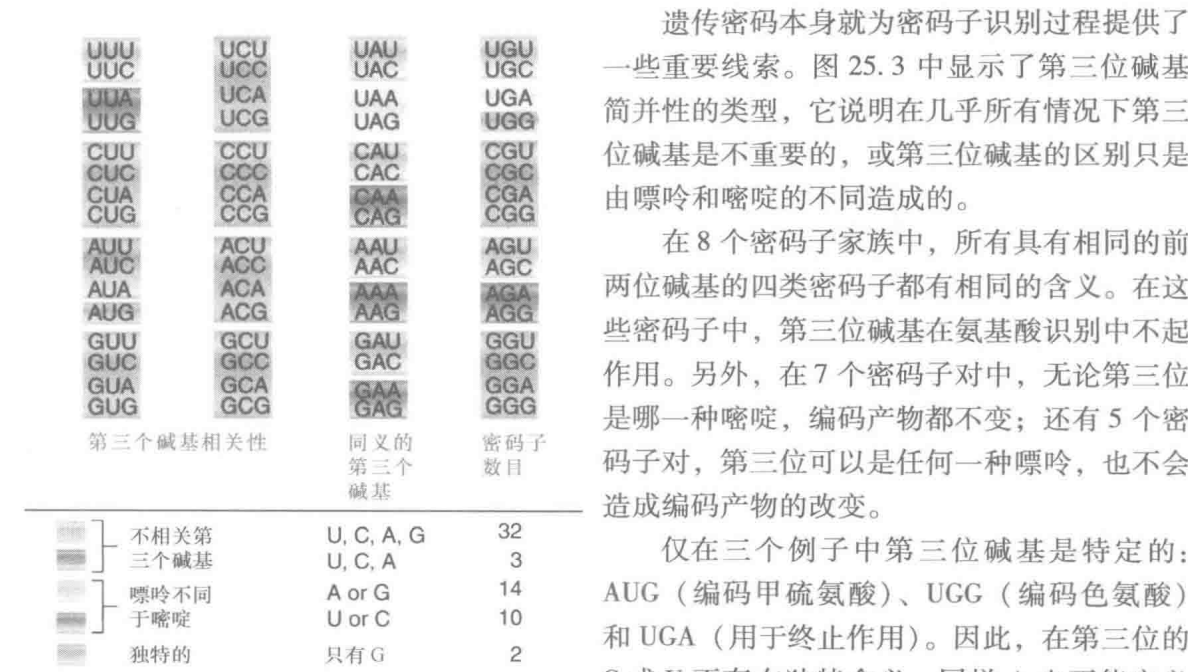 UUU UCU UAU UGU
UUC UCC UAC UGC
UUA UCA UAA UGA
UUG UCG UAG UGG
CUU CCU CAU CGU
CUC CCC CAC CGC
CUA CCA CAA CGA
CUG CCG CAG CGG
AUU ACU AAU AGU
AUC ACC AAC AGC
AUA ACA AAA AGA
AUG ACG AAG AGG
GUU GCU GAU GGU
GUC GCC GAC GGC
GUA GCA GAA GGA
GUG GCG GAG GGG
第三个碱基相关性 同义的 密码子
第三个 数目
碱基
不相关第 U, C, A, G 32
三个碱基 U, C, A 3
嘌呤不同 A or G 14
于嘧啶 U or C 10
独特的 只有 G 2
遗传密码本身就为密码子识别过程提供了
一些重要线索。图 25.3 中显示了第三位碱基
简并性的类型，它说明在几乎所有情况下第三
位碱基是不重要的，或第三位碱基的区别只是
由嘌呤和嘧啶的不同造成的。
在 8 个密码子家族中，所有具有相同的前
两位碱基的四类密码子都有相同的含义。在这
些密码子中，第三位碱基在氨基酸识别中不起
作用。另外，在 7 个密码子对中，无论第三位
是哪一种嘧啶，编码产物都不变；还有 5 个密
码子对，第三位可以是任何一种嘌呤，也不会
造成编码产物的改变。
仅在三个例子中第三位碱基是特定的：
AUG（编码甲硫氨酸）、UGG（编码色氨酸）
和 UGA（用于终止作用）。因此，在第三位的